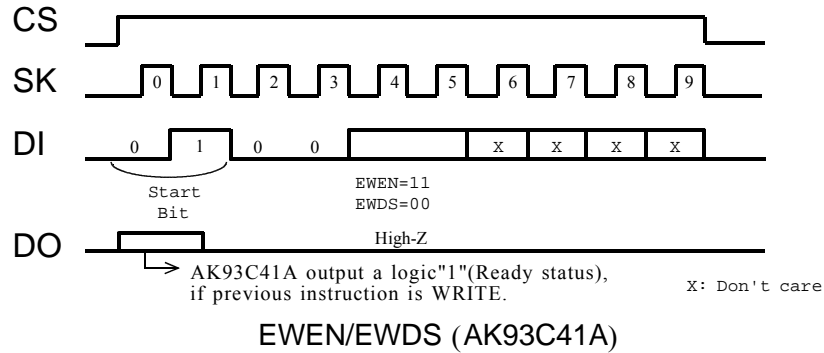 CS
SK 0 1 2 3 4 5 6 7 8 9
DI 0 1 0 0 X X X X
Start
Bit
EWEN=11
EWDS=00
DO High-Z
AK93C41A output a logic"1"(Ready status),
if previous instruction is WRITE.
X: Don't care
EWEN/EWDS (AK93C41A)